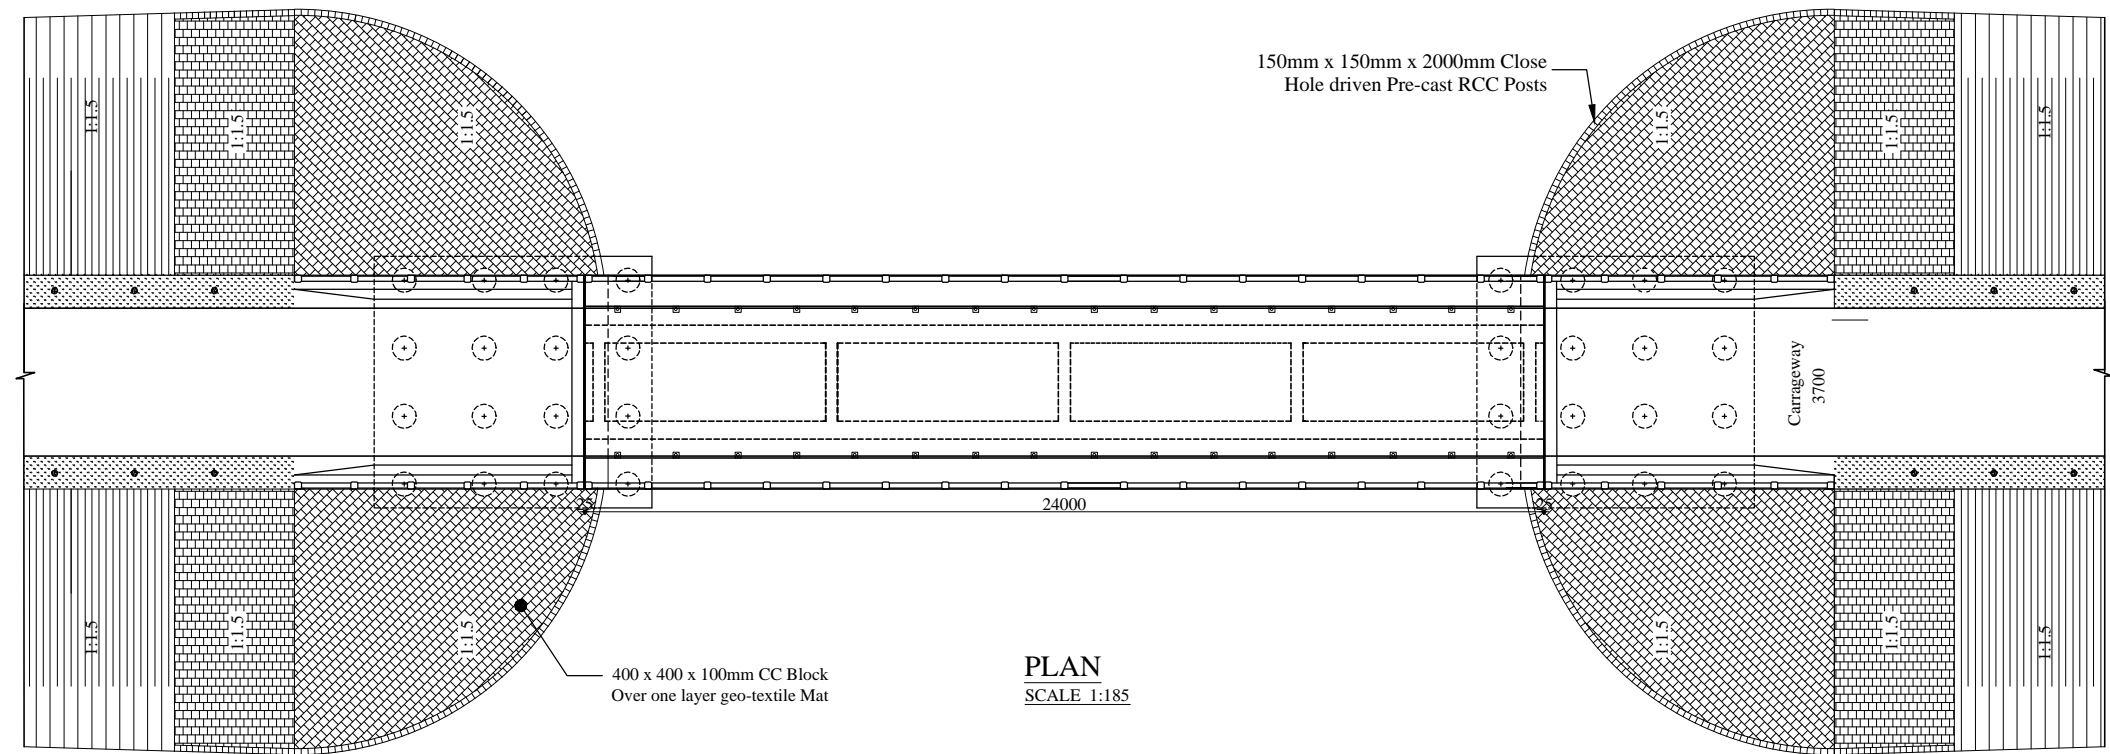 150mm x 150mm x 2000mm Close
Hole driven Pre-cast RCC Posts
1:1.5
1:1.5
1:1.5
1:1.5
1:1.5
1:1.5
Carrageway
3700
25
24000
25
1:1.5
1:1.5
1:1.5
1:1.5
1:1.5
1:1.5
400 x 400 x 100mm CC Block
Over one layer geo-textile Mat
PLAN
SCALE 1:185